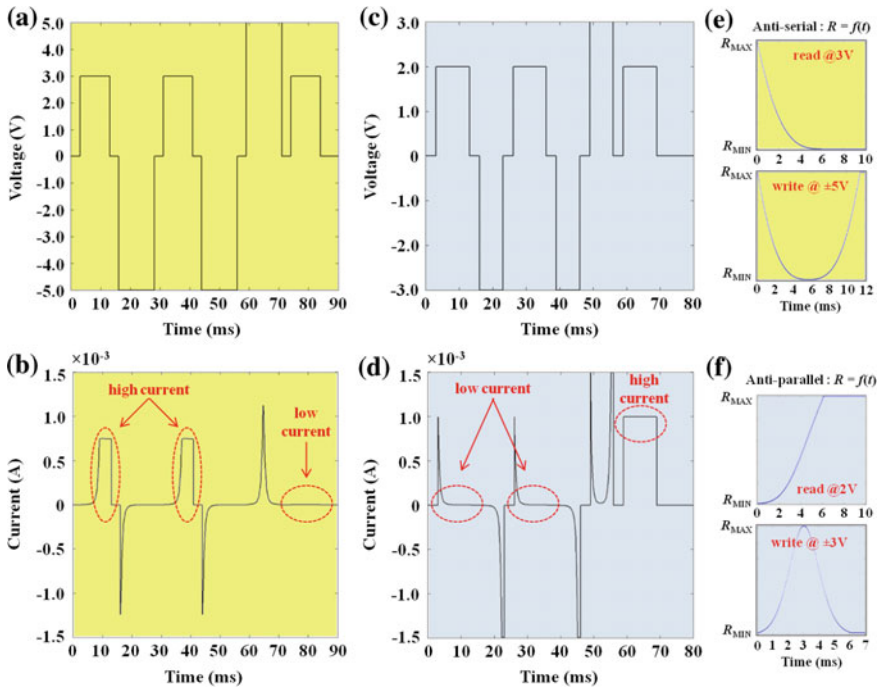 (a)
5.0
4.0
3.0
2.0
1.0
0
-1.0
-2.0
-3.0
-4.0
-5.0
Voltage (V)
0 10 20 30 40 50 60 70 80 90
Time (ms)
(c)
3.0
2.0
1.0
0
-1.0
-2.0
-3.0
Voltage (V)
0 20 40 60 80
Time (ms)
(e)
Anti-serial : R = f(t)
RMAX
read @3V
RMIN
0 2 4 6 8 10
RMAX
write @ ±5V
RMIN
0 2 4 6 8 10 12
Time (ms)
(b)
×10-3
1.5
1.0
0.5
0
-0.5
-1.0
-1.5
Current (A)
high current
low
current
0 10 20 30 40 50 60 70 80 90
Time (ms)
(d)
×10-3
1.5
1.0
0.5
0
-0.5
-1.0
-1.5
Current (A)
low current
high
current
0 10 20 30 40 50 60 70 80
Time (ms)
(f)
Anti-parallel : R = f(t)
RMAX
read @2V
RMIN
0 2 4 6 8 10
RMAX
write @ ±3V
RMIN
0 1 2 3 4 5 6 7
Time (ms)